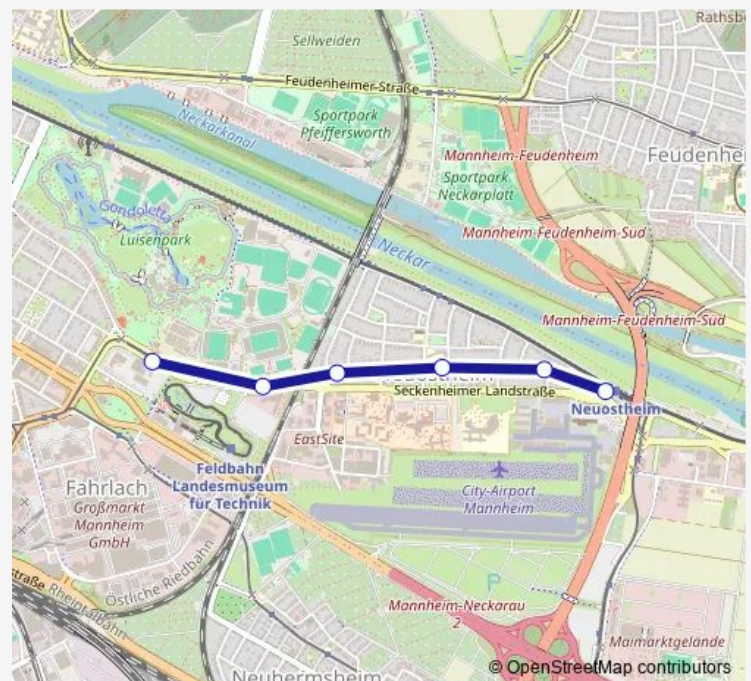 Rathsb
Sellweiden
Feudenheimer Straße
Sportpark
Pfeiffersworth
Neckarkanal
Mannheim-Feudenheim
Feudenhei
Sportpark
Neckarplatt
Gondoletta
Luisenpark
Mannheim-Feudenheim-Süd
Neckar
Mannheim-Feudenheim-Süd
Seckenheimer Landstraße
Neuostheim
EastSite
Feldbahn
Landesmuseum
für Technik
City-Airport
Mannheim
Fahrlach
Großmarkt
Mannheim
GmbH
Östliche Riedbahn
straße
Rheintalbahn
P
Mannheim-Neckarau
2
Maimarktgelände
Neuhermsheim
© OpenStreetMap contributors